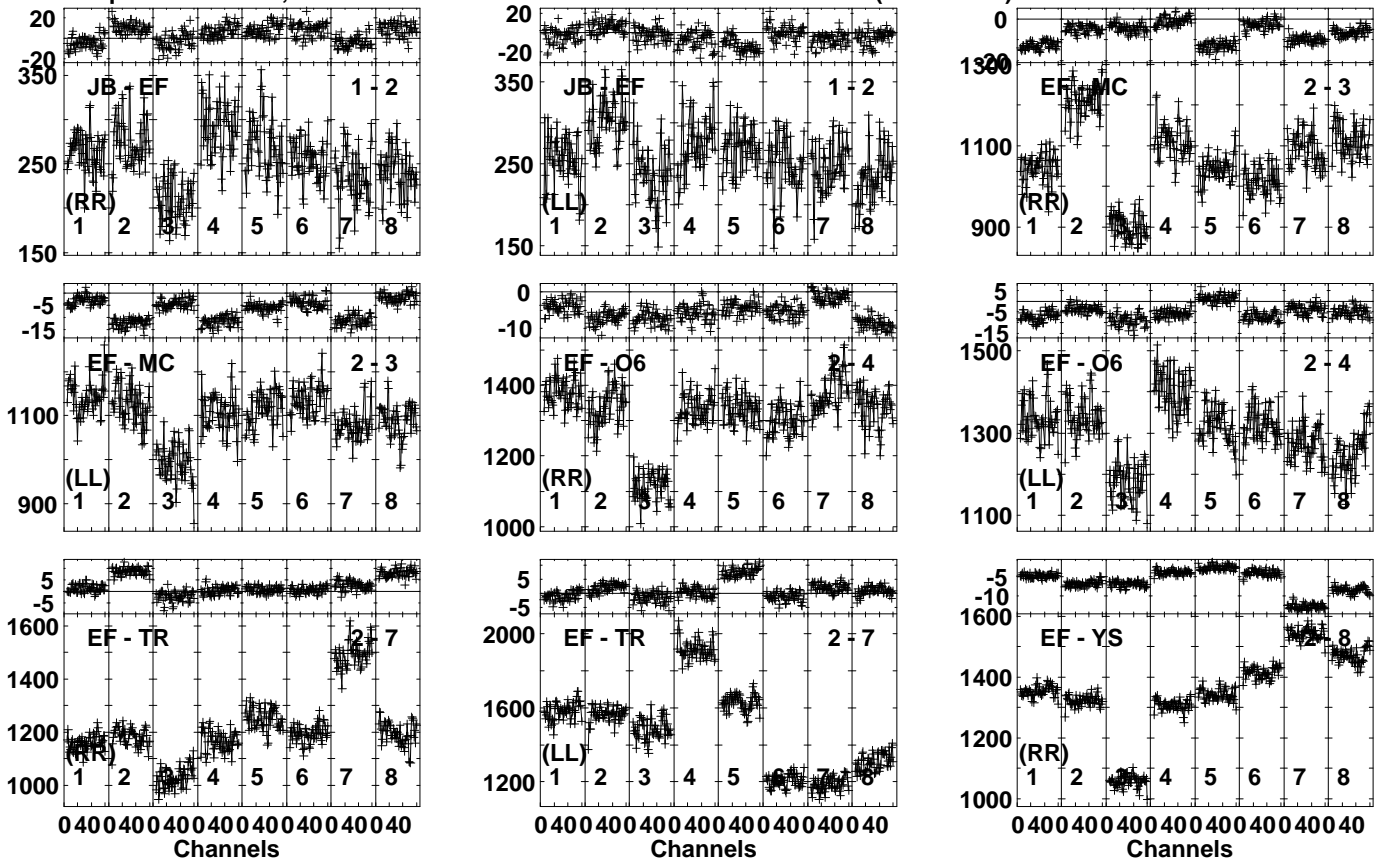 20 20 0
-20 -20 -20
350 JB - EF 1 - 2 350 JB - EF 1 - 2 1300 EF - MC 2 - 3
250 250 1100
(RR) (LL) (RR)
1 2 3 4 5 6 7 8 1 2 3 4 5 6 7 8 1 2 3 4 5 6 7 8
150 150 900
-5 0 5
-15 -10 -5
-15
EF - MC 2 - 3 EF - O6 2 - 4 1500 EF - O6 2 - 4
1100 1400 1300
(LL) 1200 (RR) (LL)
1 2 3 4 5 6 7 8 1 2 3 4 5 6 7 8 1 2 3 4 5 6 7 8
900 1000 1100
5 5 -5
-5 -5 -10
1600 EF - TR 2 - 7 2000 EF - TR 2 - 7 1600 EF - YS 2 - 8
1400 1600 1400
1200 (RR) (LL) 1200 (RR)
1 2 3 4 5 6 7 8 1 2 3 4 5 6 7 8 1 2 3 4 5 6 7 8
1000 1200 1000
0 40 0 40 0 40 0 40 0 40 0 40 0 40 0 40 0 40 0 40 0 40 0 40 0 40 0 40 0 40 0 40 0 40 0 40 0 40 0 40 0 40 0 40 0 40 0 40
Channels Channels